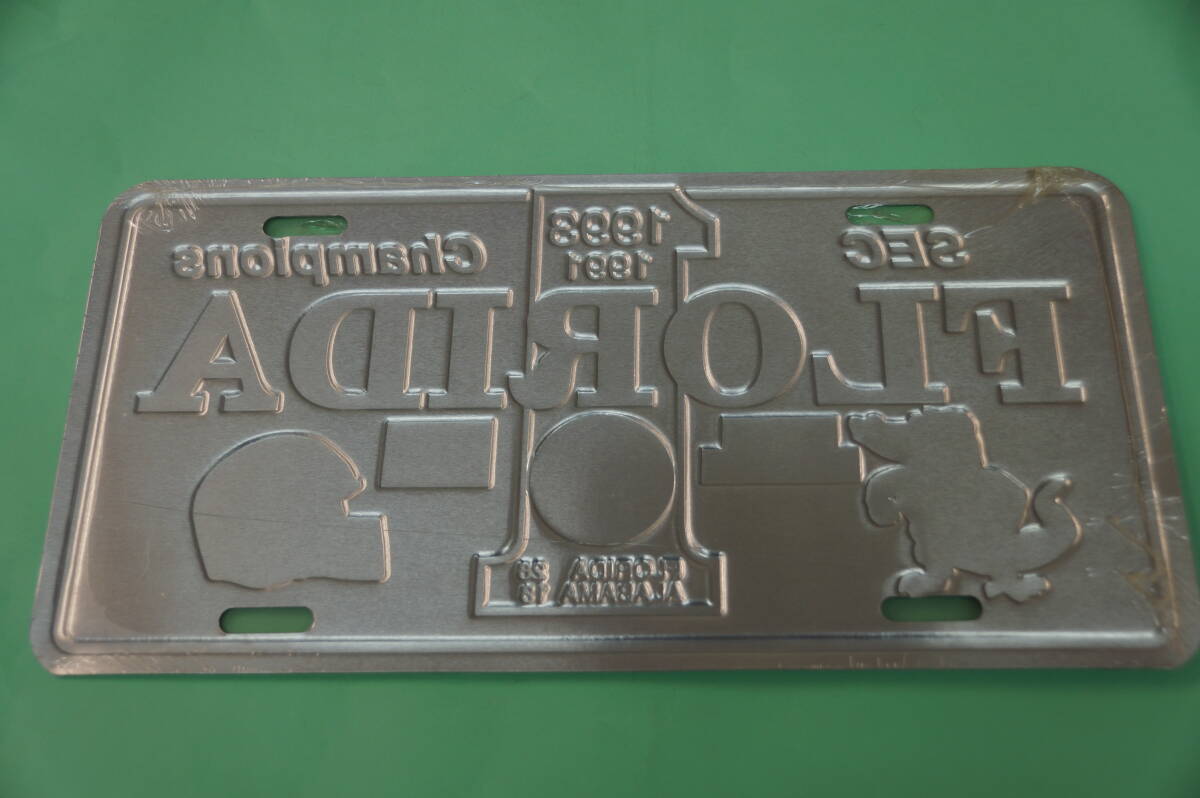 SEC 1993 Champions
1991
FLORIDA
FLORIDA 28
ALABAMA 13